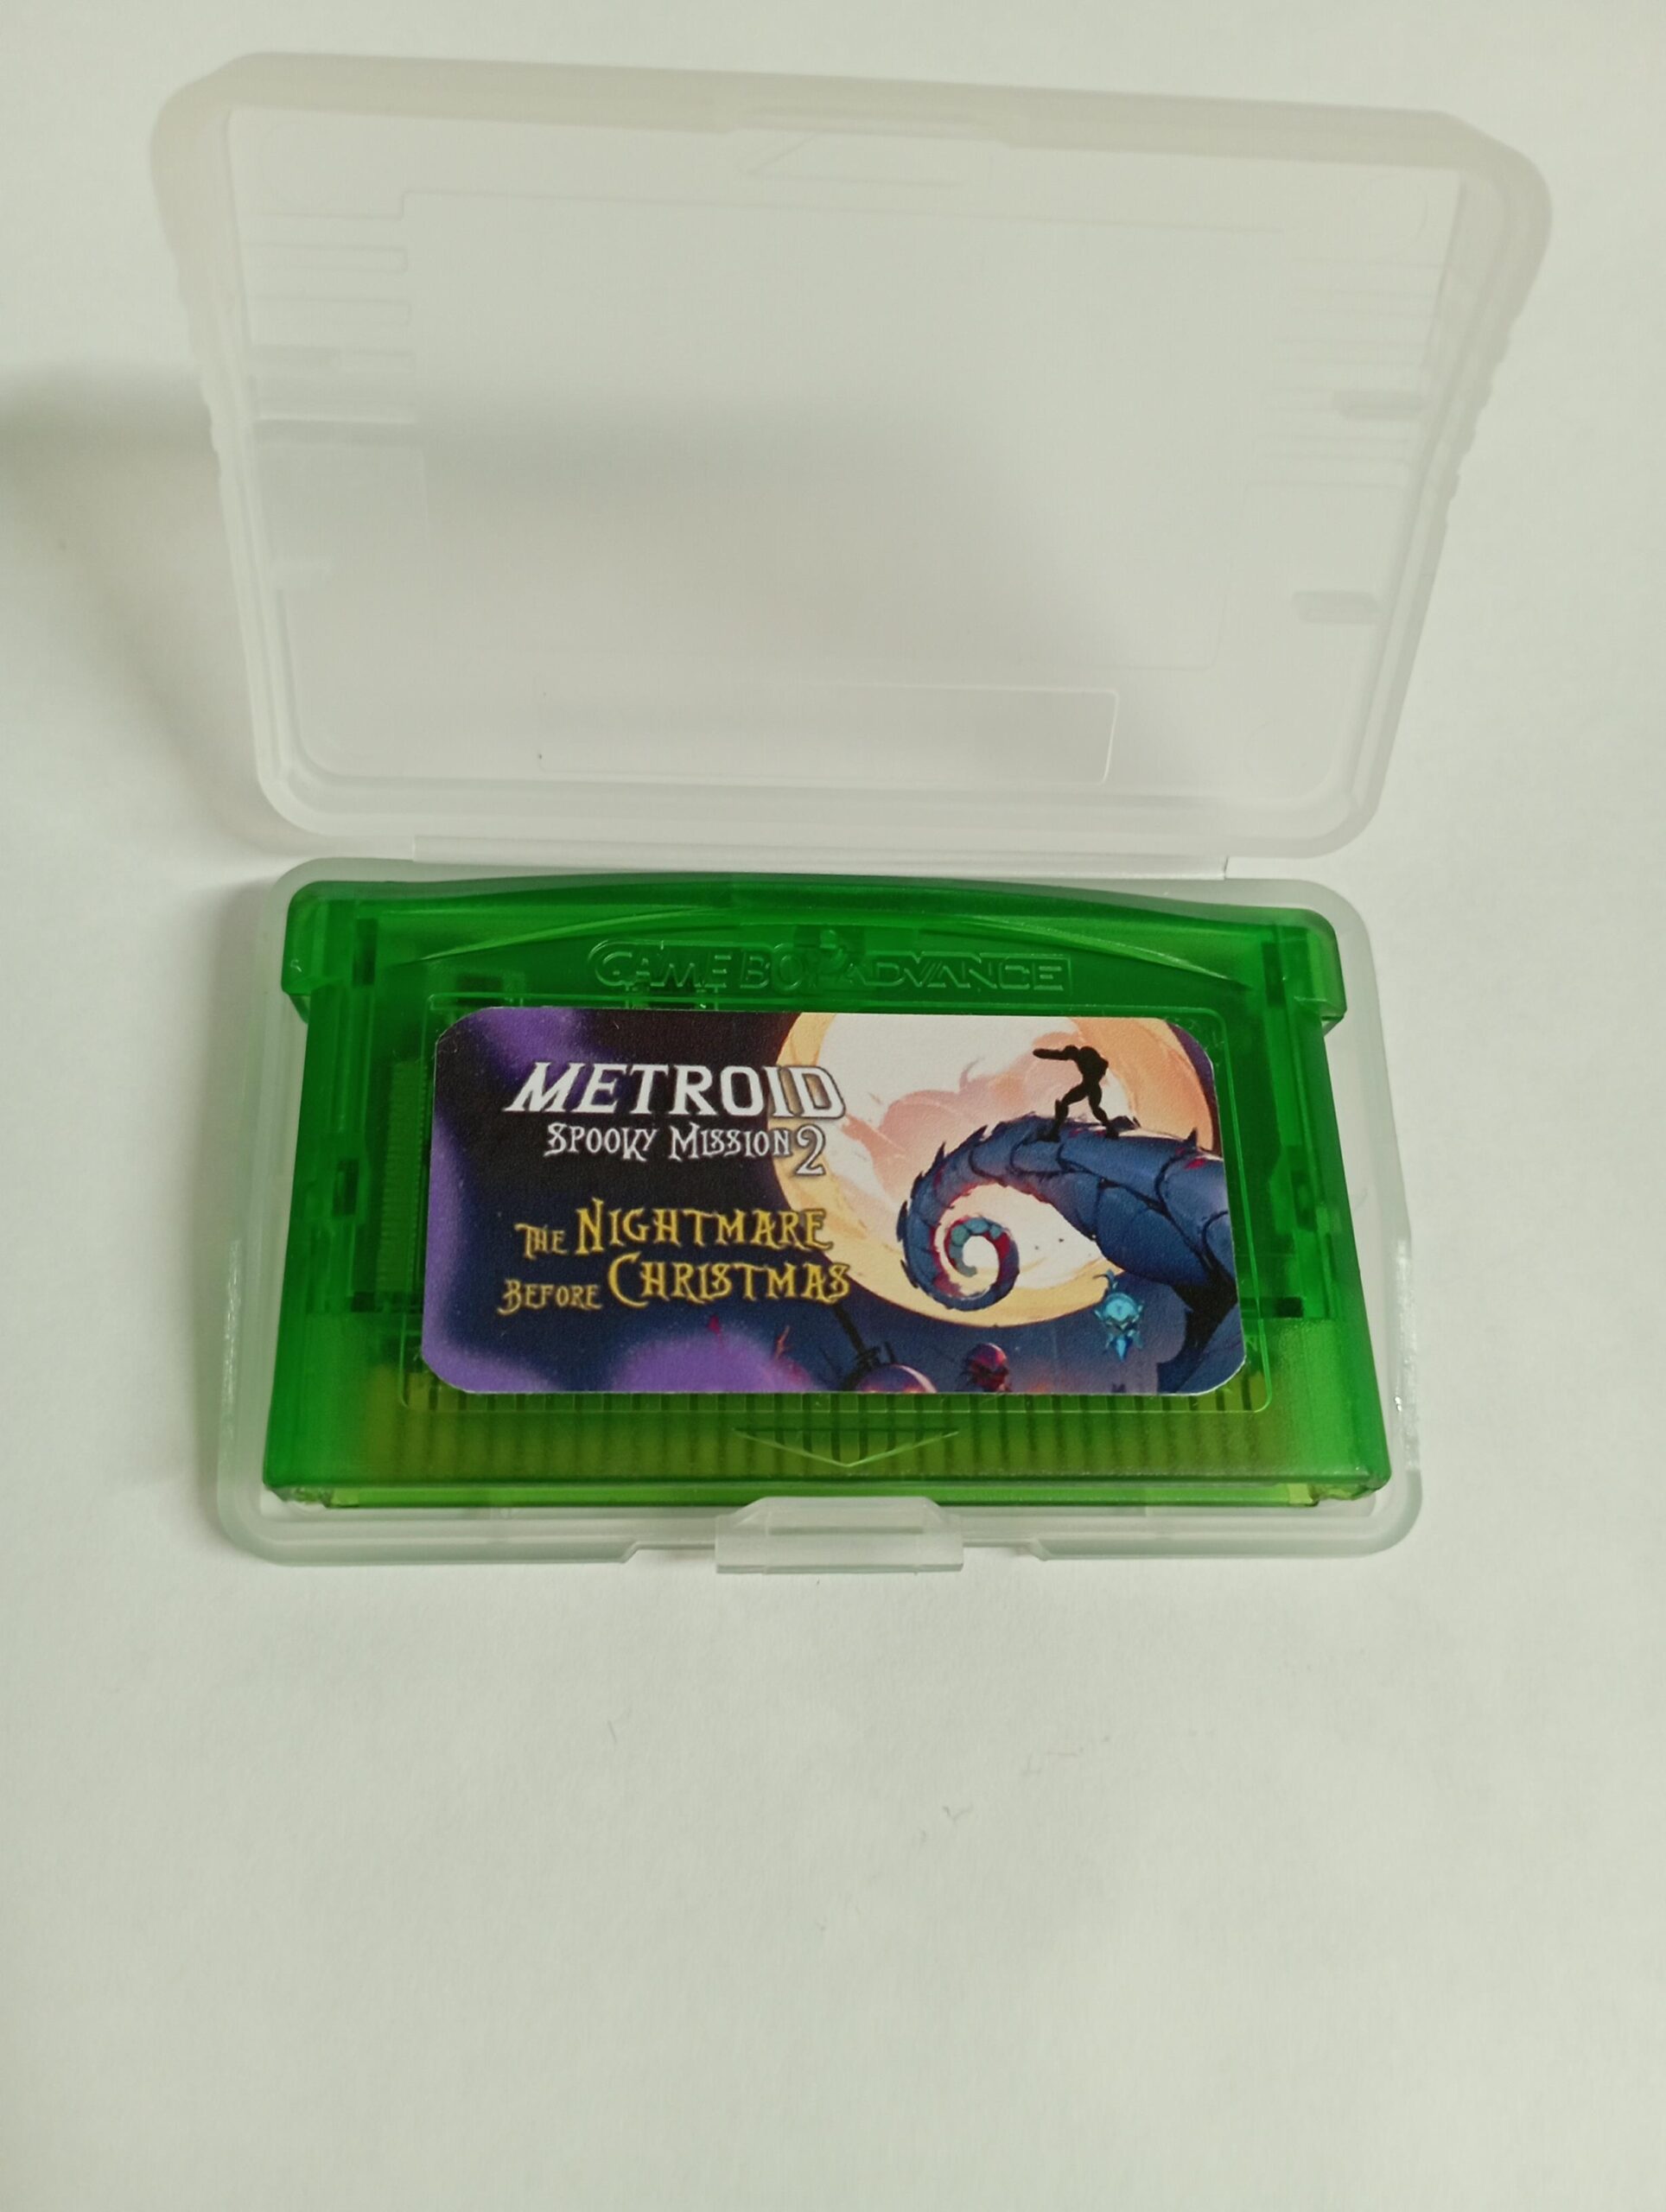 GAME BOY ADVANCE
METROID
SPOOKY MISSION 2
THE NIGHTMARE
BEFORE CHRISTMAS